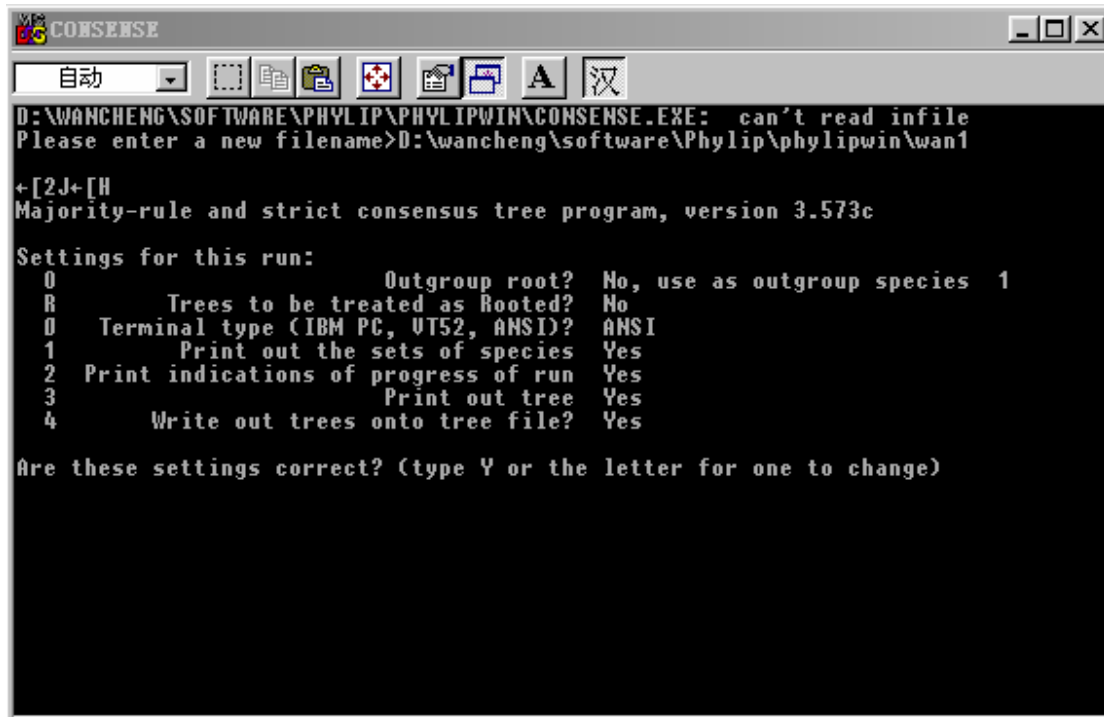 CONSENSE
自动 A 汉
D:\WANCHENG\SOFTWARE\PHYLIP\PHYLIPWIN\CONSENSE.EXE:  can't read infile
Please enter a new filename>D:\wancheng\software\Phylip\phylipwin\wan1
←[2J←[H
Majority-rule and strict consensus tree program, version 3.573c
Settings for this run:
O Outgroup root? No, use as outgroup species 1
R Trees to be treated as Rooted? No
0 Terminal type (IBM PC, VT52, ANSI)? ANSI
1 Print out the sets of species Yes
2 Print indications of progress of run Yes
3 Print out tree Yes
4 Write out trees onto tree file? Yes
Are these settings correct? (type Y or the letter for one to change)